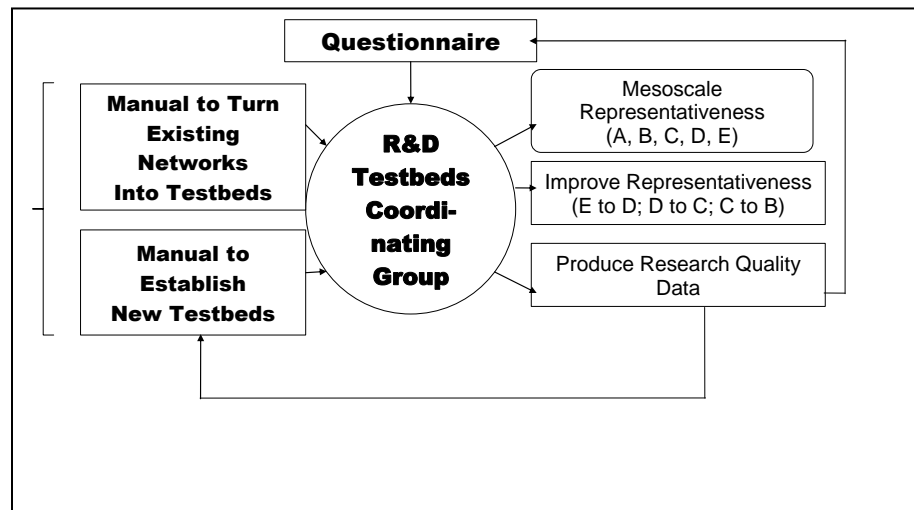 Questionnaire
Manual to Turn
Existing
Networks
Into Testbeds
Manual to
Establish
New Testbeds
R&D
Testbeds
Coordi-
nating
Group
Mesoscale
Representativeness
(A, B, C, D, E)
Improve Representativeness
(E to D; D to C; C to B)
Produce Research Quality
Data